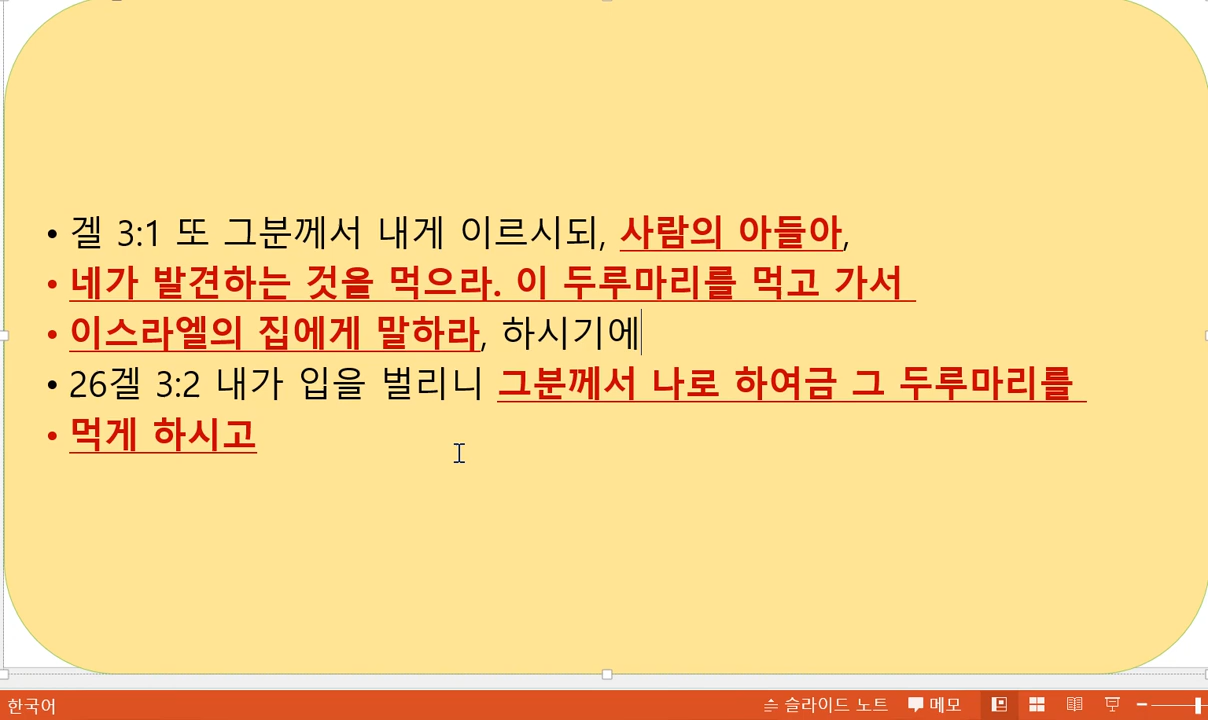 • 겔 3:1 또 그분께서 내게 이르시되, 사람의 아들아,
• 네가 발견하는 것을 먹으라. 이 두루마리를 먹고 가서
• 이스라엘의 집에게 말하라, 하시기에
• 26겔 3:2 내가 입을 벌리니 그분께서 나로 하여금 그 두루마리를
• 먹게 하시고
한국어 슬라이드 노트 메모